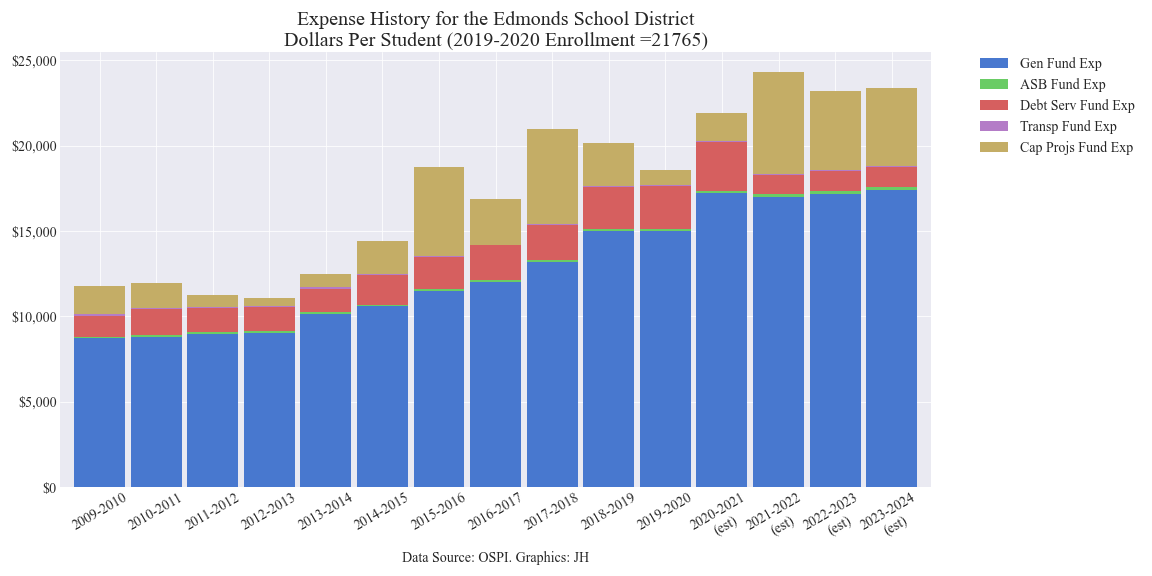 Expense History for the Edmonds School District
Dollars Per Student (2019-2020 Enrollment =21765)
$25,000
$20,000
$15,000
$10,000
$5,000
$0
Gen Fund Exp
ASB Fund Exp
Debt Serv Fund Exp
Transp Fund Exp
Cap Projs Fund Exp
2009-2010
2010-2011
2011-2012
2012-2013
2013-2014
2014-2015
2015-2016
2016-2017
2017-2018
2018-2019
2019-2020
2020-2021
(est)
2021-2022
(est)
2022-2023
(est)
2023-2024
(est)
Data Source: OSPI. Graphics: JH